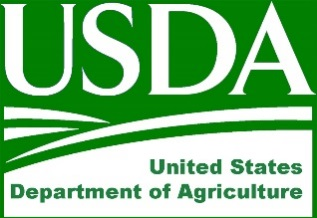 USDA
United States
Department of Agriculture